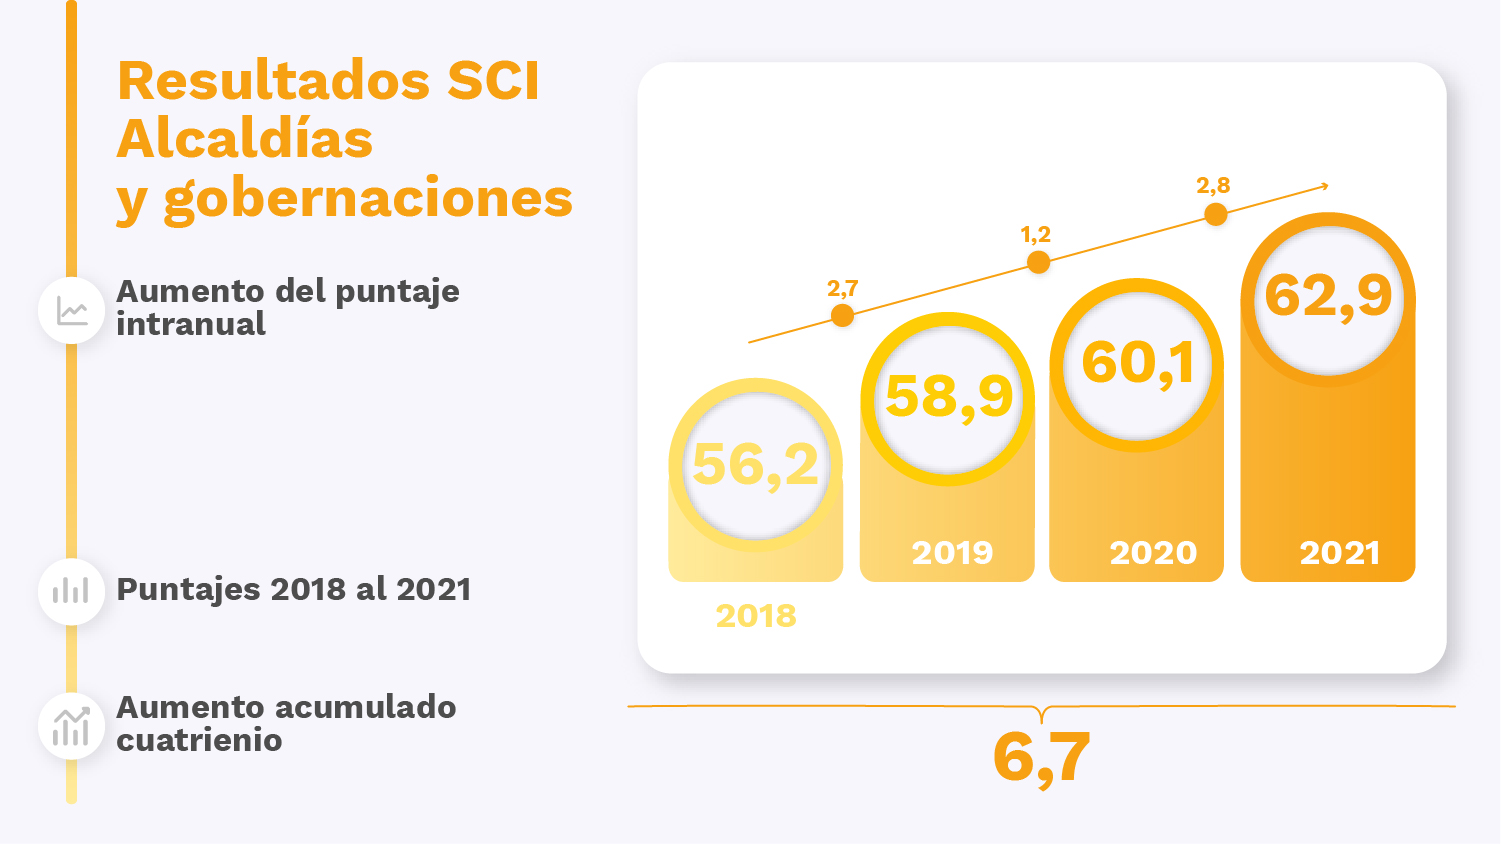 Resultados SCI
Alcaldías
y gobernaciones
Aumento del puntaje
intranual
Puntajes 2018 al 2021
Aumento acumulado
cuatrienio
2,7
1,2
2,8
56,2
58,9
60,1
62,9
2018
2019
2020
2021
6,7